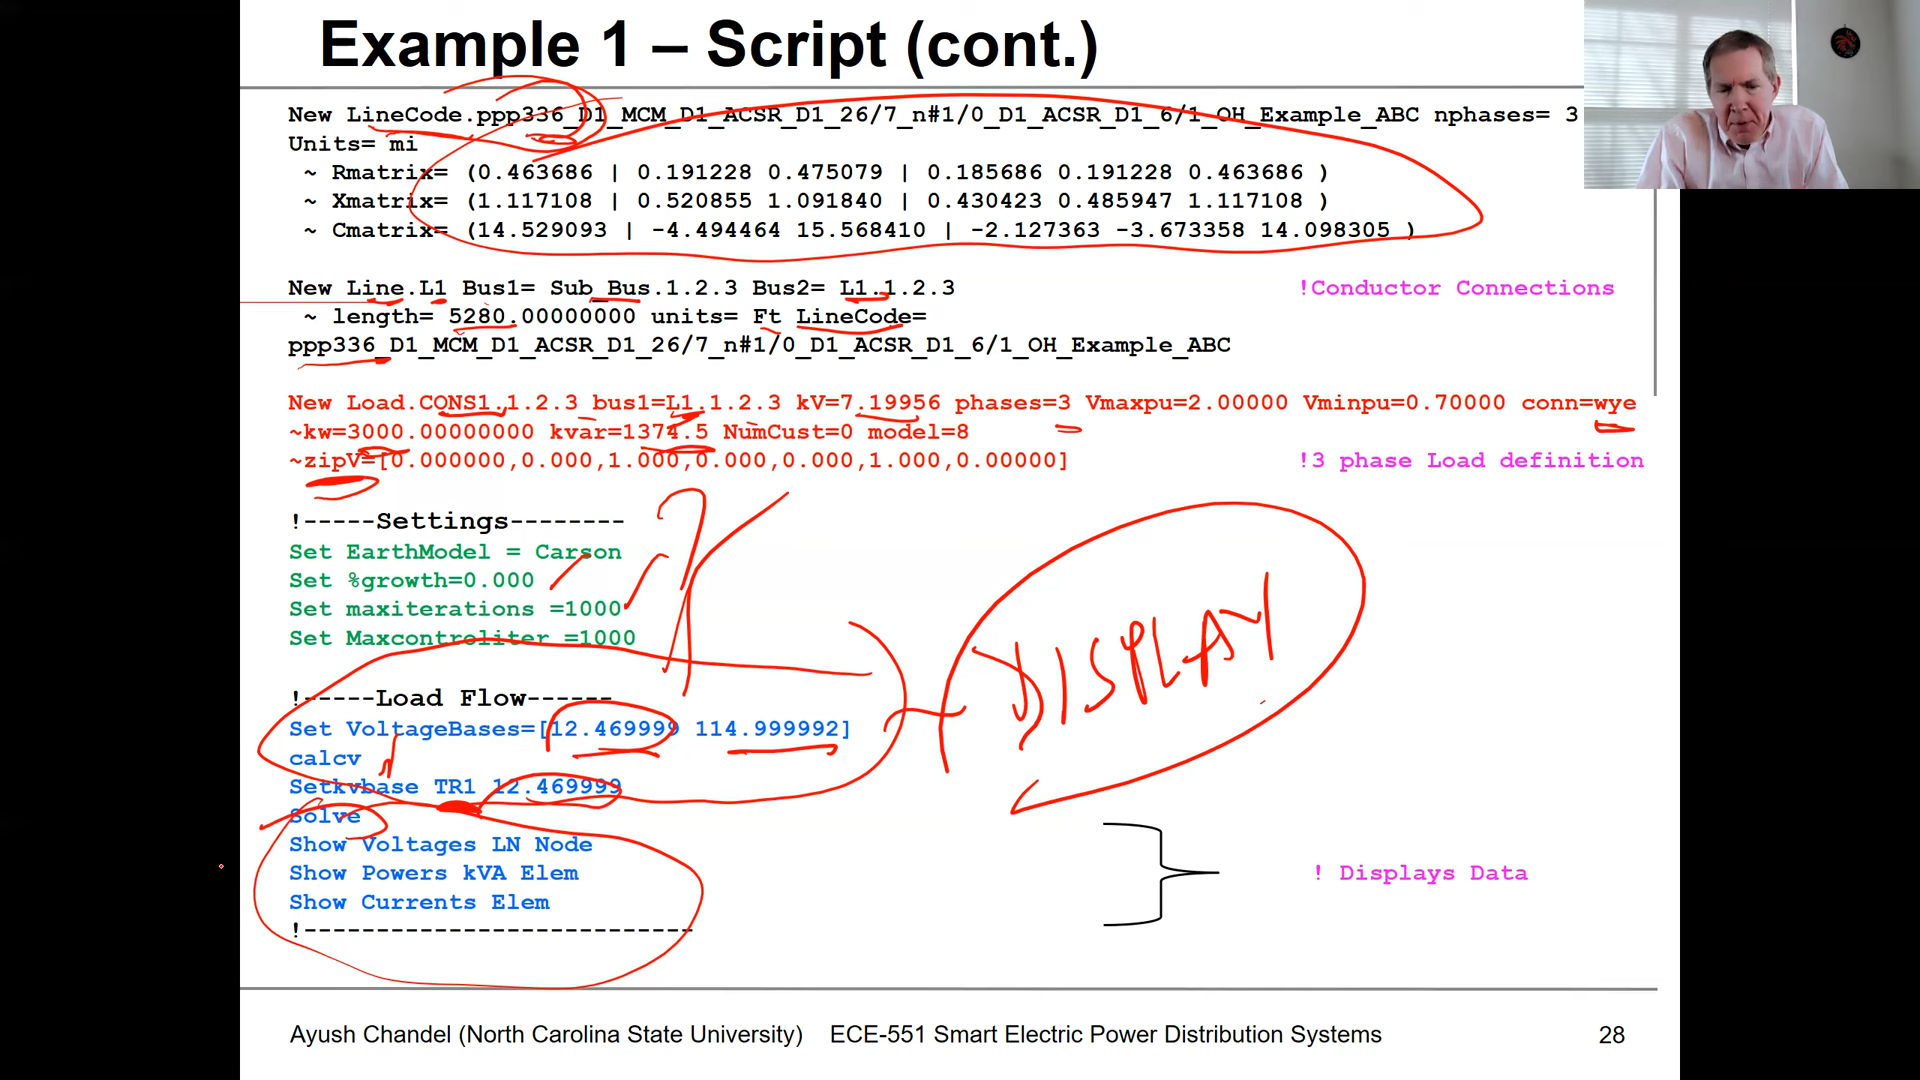 Example 1 – Script (cont.)
New LineCode.ppp336_D1_MCM_D1_ACSR_D1_26/7_n#1/0_D1_ACSR_D1_6/1_OH_Example_ABC nphases= 3
Units= mi
~ Rmatrix= (0.463686 | 0.191228 0.475079 | 0.185686 0.191228 0.463686 )
~ Xmatrix= (1.117108 | 0.520855 1.091840 | 0.430423 0.485947 1.117108 )
~ Cmatrix= (14.529093 | -4.494464 15.568410 | -2.127363 -3.673358 14.098305 )
New Line.L1 Bus1= Sub_Bus.1.2.3 Bus2= L1.1.2.3 !Conductor Connections
~ length= 5280.00000000 units= Ft LineCode=
ppp336_D1_MCM_D1_ACSR_D1_26/7_n#1/0_D1_ACSR_D1_6/1_OH_Example_ABC
New Load.CONS1.1.2.3 bus1=L1.1.2.3 kV=7.19956 phases=3 Vmaxpu=2.00000 Vminpu=0.70000 conn=wye
~kw=3000.00000000 kvar=1374.5 NumCust=0 model=8
~zipV=[0.000000,0.000,1.000,0.000,0.000,1.000,0.00000] !3 phase Load definition
!-----Settings--------
Set EarthModel = Carson
Set %growth=0.000
Set maxiterations =1000
Set Maxcontroliter =1000
DISPLAY
!-----Load Flow------
Set VoltageBases=[12.469999 114.999992]
calcv
Setkvbase TR1 12.469999
Solve
Show Voltages LN Node
Show Powers kVA Elem ! Displays Data
Show Currents Elem
!---------------------------
Ayush Chandel (North Carolina State University) ECE-551 Smart Electric Power Distribution Systems 28